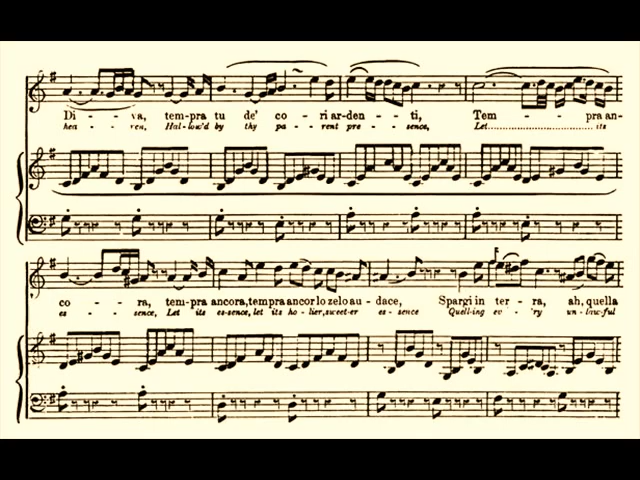 Di - - va, tem-pra tu de' co - ri ar-den - - ti, Tem - - pra an-
hea - - ven, Hal-low'd by thy pa - rent pre - - sence, Let.................... its
co - - ra, tem-pra ancora, tempra ancor lo zelo au - dace, Spargi in ter - ra, ah, quella
es - - sence, Let its es-sence, let its ho - lier, sweet-er es - sence Quell-ing ev - 'ry un - law-ful